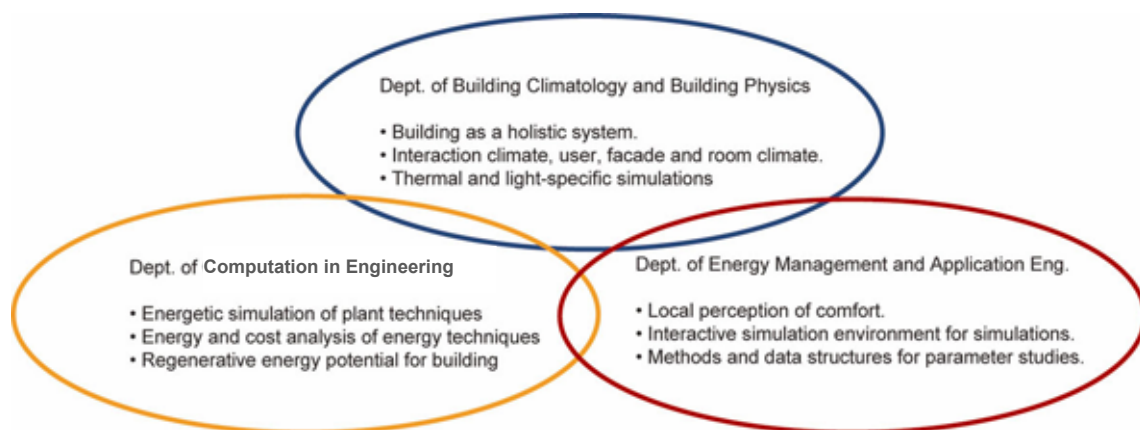 Dept. of Building Climatology and Building Physics
• Building as a holistic system.
• Interaction climate, user, facade and room climate.
• Thermal and light-specific simulations
Dept. of Computation in Engineering
• Energetic simulation of plant techniques
• Energy and cost analysis of energy techniques
• Regenerative energy potential for building
Dept. of Energy Management and Application Eng.
• Local perception of comfort.
• Interactive simulation environment for simulations.
• Methods and data structures for parameter studies.